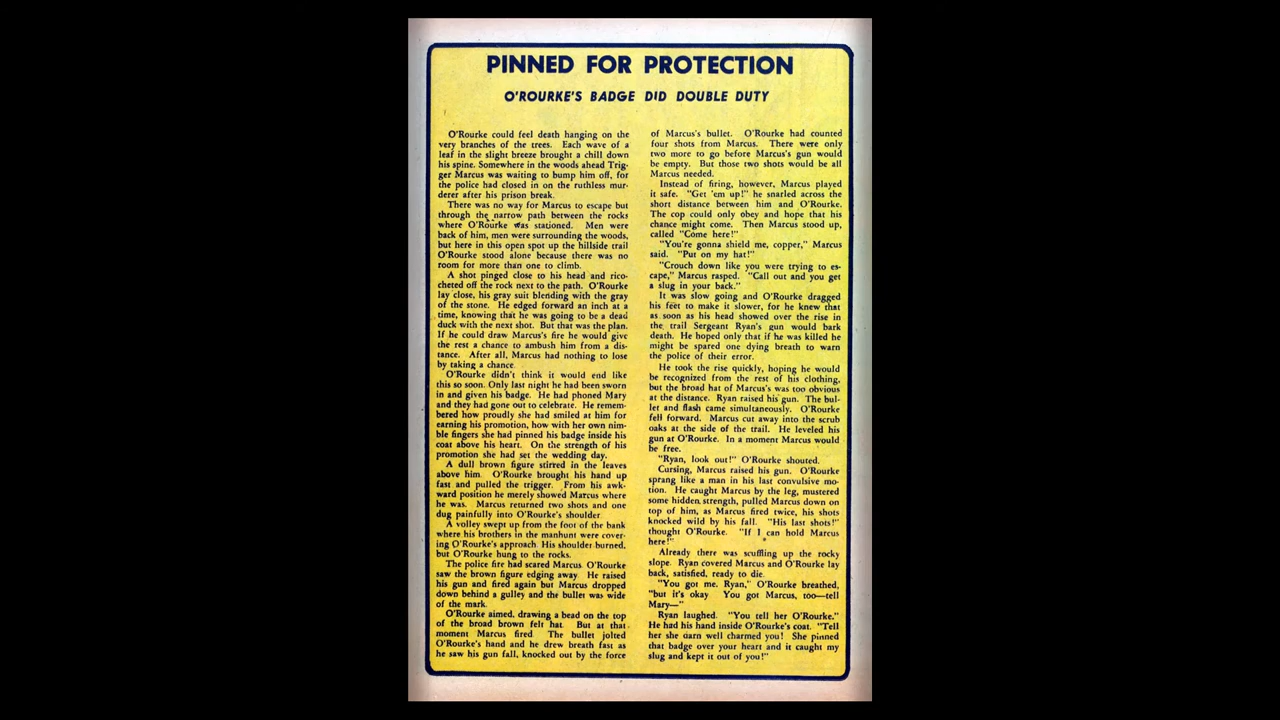 PINNED FOR PROTECTION
O'ROURKE'S BADGE DID DOUBLE DUTY
O'Rourke could feel death hanging on the
very branches of the trees. Each wave of a
leaf in the slight breeze brought a chill down
his spine. Somewhere in the woods ahead Trig-
ger Marcus was waiting to bump him off, for
the police had closed in on the ruthless mur-
derer after his prison break.
There was no way for Marcus to escape but
through the narrow path between the rocks
where O'Rourke was stationed. Men were
back of him, men were surrounding the woods,
but here in this open spot up the hillside trail
O'Rourke stood alone because there was no
room for more than one to climb.
A shot pinged close to his head and rico-
cheted off the rock next to the path. O'Rourke
lay close, his gray suit blending with the gray
of the stone. He edged forward an inch at a
time, knowing that he was going to be a dead
duck with the next shot. But that was the plan.
If he could draw Marcus's fire he would give
the rest a chance to ambush him from a dis-
tance. After all, Marcus had nothing to lose
by taking a chance.
O'Rourke didn't think it would end like
this so soon. Only last night he had been sworn
in and given his badge. He had phoned Mary
and they had gone out to celebrate. He remem-
bered how proudly she had smiled at him for
earning his promotion, how with her own nim-
ble fingers she had pinned his badge inside his
coat above his heart. On the strength of his
promotion she had set the wedding day.
A dull brown figure stirred in the leaves
above him. O'Rourke brought his hand up
fast and pulled the trigger. From his awk-
ward position he merely showed Marcus where
he was. Marcus returned two shots and one
dug painfully into O'Rourke's shoulder
A volley swept up from the foot of the bank
where his brothers in the manhunt were cover-
ing O'Rourke's approach. His shoulder burned,
but O'Rourke hung to the rocks.
The police fire had scared Marcus. O'Rourke
saw the brown figure edging away. He raised
his gun and fired again but Marcus dropped
down behind a gulley and the bullet was wide
of the mark.
O'Rourke aimed, drawing a bead on the top
of the broad brown felt hat. But at that
moment Marcus fired. The bullet jolted
O'Rourke's hand and he drew breath fast as
he saw his gun fall, knocked out by the force
of Marcus's bullet. O'Rourke had counted
four shots from Marcus. There were only
two more to go before Marcus's gun would
be empty. But those two shots would be all
Marcus needed.
Instead of firing, however, Marcus played
it safe. "Get 'em up!" he snarled across the
short distance between him and O'Rourke.
The cop could only obey and hope that his
chance might come. Then Marcus stood up,
called "Come here!"
"You're gonna shield me, copper," Marcus
said. "Put on my hat!"
"Crouch down like you were trying to es-
cape," Marcus rasped. "Call out and you get
a slug in your back."
It was slow going and O'Rourke dragged
his feet to make it slower, for he knew that
as soon as his head showed over the rise in
the trail Sergeant Ryan's gun would bark
death. He hoped only that if he was killed he
might be spared one dying breath to warn
the police of their error.
He took the rise quickly, hoping he would
be recognized from the rest of his clothing,
but the broad hat of Marcus's was too obvious
at the distance. Ryan raised his gun. The bul-
let and flash came simultaneously. O'Rourke
fell forward. Marcus cut away into the scrub
oaks at the side of the trail. He leveled his
gun at O'Rourke. In a moment Marcus would
be free.
"Ryan, look out!" O'Rourke shouted.
Cursing, Marcus raised his gun. O'Rourke
sprang like a man in his last convulsive mo-
tion. He caught Marcus by the leg, mustered
some hidden strength, pulled Marcus down on
top of him, as Marcus fired twice, his shots
knocked wild by his fall. "His last shots!"
thought O'Rourke. "If I can hold Marcus
here!"
Already there was scuffling up the rocky
slope. Ryan covered Marcus and O'Rourke lay
back, satisfied, ready to die.
"You got me, Ryan," O'Rourke breathed,
"but it's okay You got Marcus, too—tell
Mary—"
Ryan laughed. "You tell her O'Rourke."
He had his hand inside O'Rourke's coat. "Tell
her she darn well charmed you! She pinned
that badge over your heart and it caught my
slug and kept it out of you!"